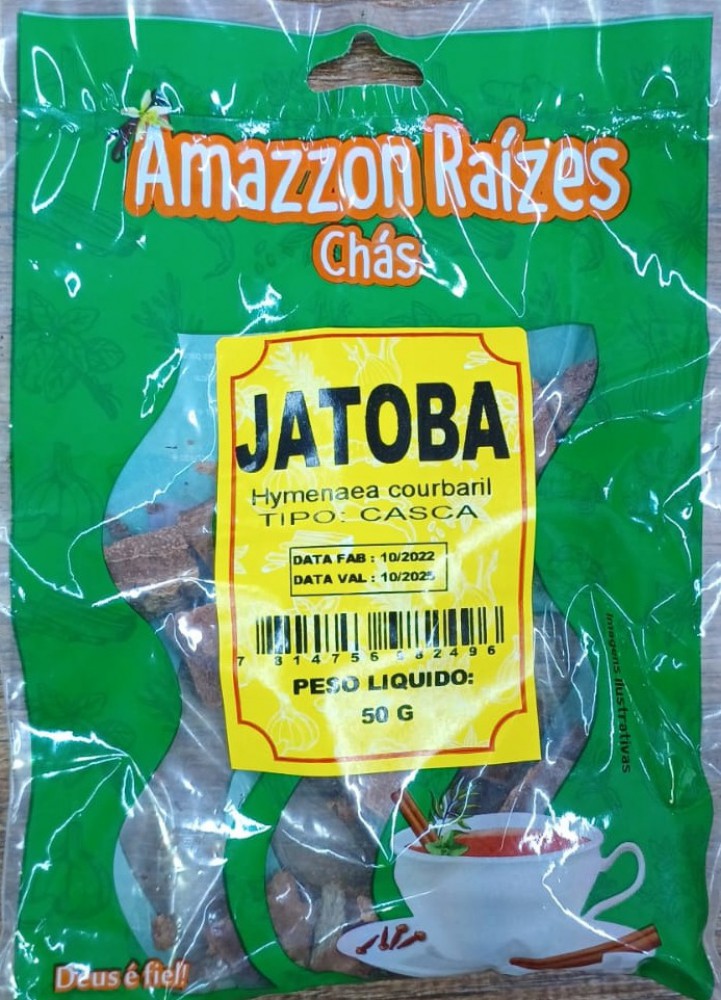 Amazzon Raízes
Chás
JATOBA
Hymenaea courbaril
TIPO: CASCA
DATA FAB : 10/2022
DATA VAL : 10/2025
PESO LIQUIDO:
50 G
Imagens ilustrativas
Deus é fiel!